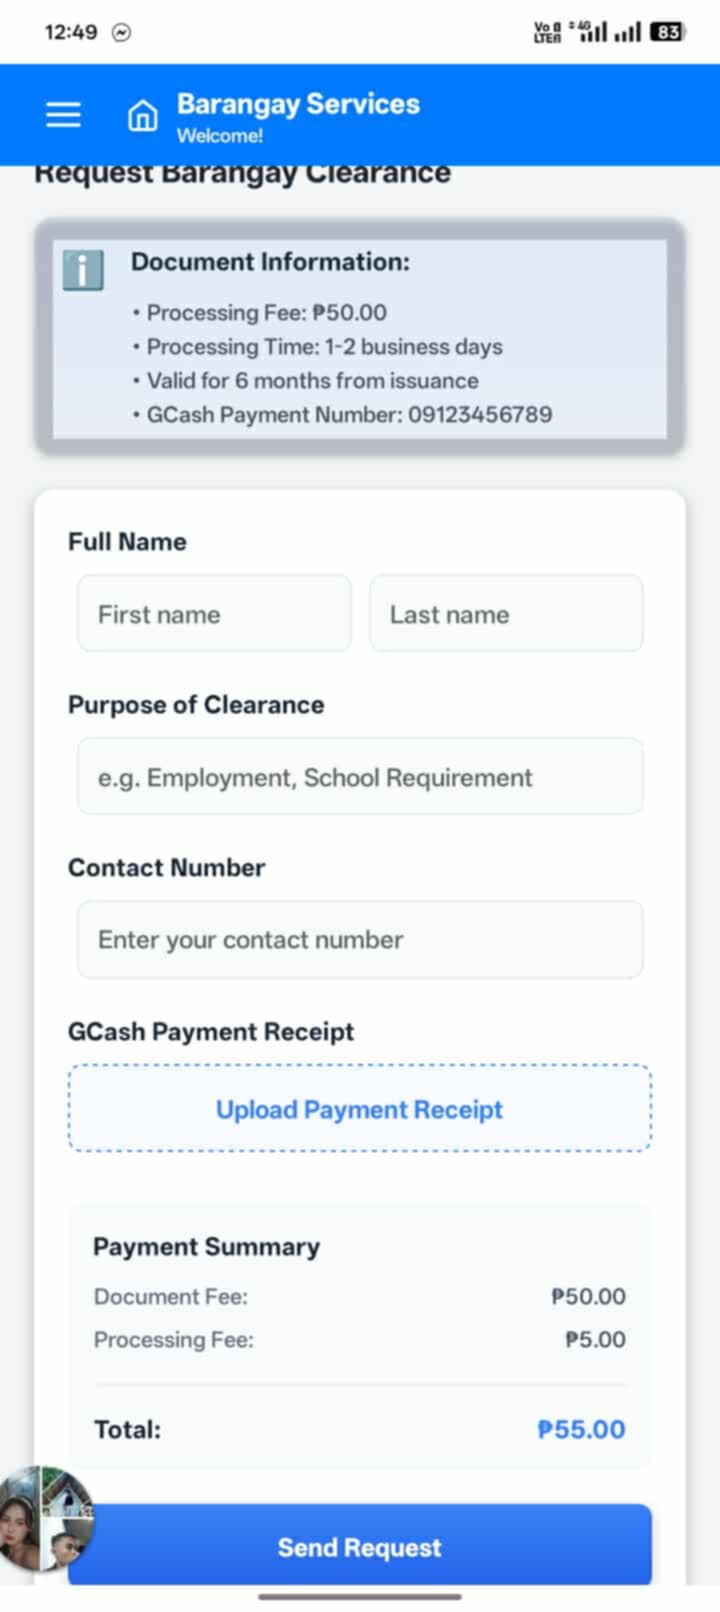 12:49
Vo LTE 4G 83
Barangay Services
Welcome!
Request Barangay Clearance
Document Information:
• Processing Fee: ₱50.00
• Processing Time: 1-2 business days
• Valid for 6 months from issuance
• GCash Payment Number: 09123456789
Full Name
First name Last name
Purpose of Clearance
e.g. Employment, School Requirement
Contact Number
Enter your contact number
GCash Payment Receipt
Upload Payment Receipt
Payment Summary
Document Fee: ₱50.00
Processing Fee: ₱5.00
Total: ₱55.00
Send Request